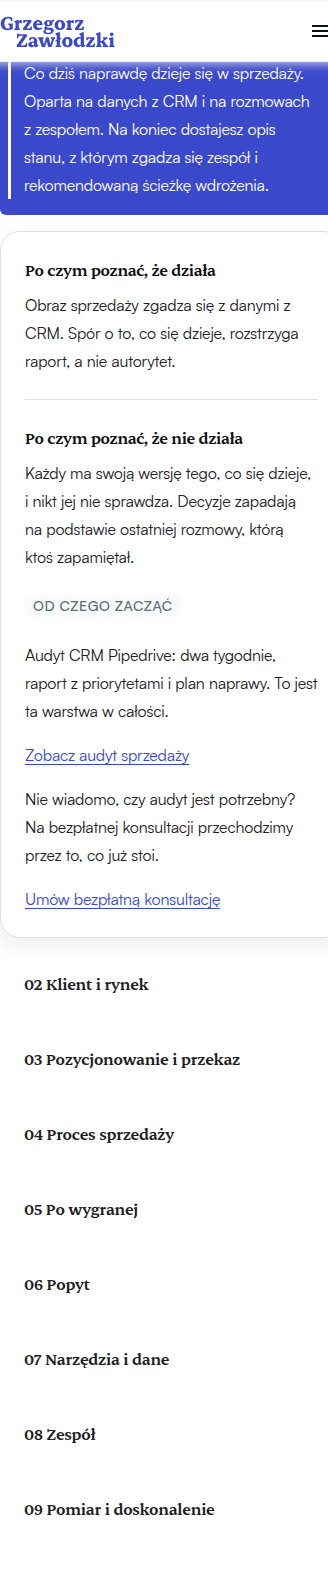 Grzegorz
Zawłodzki
Co dziś naprawdę dzieje się w sprzedaży.
Oparta na danych z CRM i na rozmowach
z zespołem. Na koniec dostajesz opis
stanu, z którym zgadza się zespół i
rekomendowaną ścieżkę wdrożenia.
Po czym poznać, że działa
Obraz sprzedaży zgadza się z danymi z
CRM. Spór o to, co się dzieje, rozstrzyga
raport, a nie autorytet.
Po czym poznać, że nie działa
Każdy ma swoją wersję tego, co się dzieje,
i nikt jej nie sprawdza. Decyzje zapadają
na podstawie ostatniej rozmowy, którą
ktoś zapamiętał.
OD CZEGO ZACZĄĆ
Audyt CRM Pipedrive: dwa tygodnie,
raport z priorytetami i plan naprawy. To jest
ta warstwa w całości.
Zobacz audyt sprzedaży
Nie wiadomo, czy audyt jest potrzebny?
Na bezpłatnej konsultacji przechodzimy
przez to, co już stoi.
Umów bezpłatną konsultację
02 Klient i rynek
03 Pozycjonowanie i przekaz
04 Proces sprzedaży
05 Po wygranej
06 Popyt
07 Narzędzia i dane
08 Zespół
09 Pomiar i doskonalenie